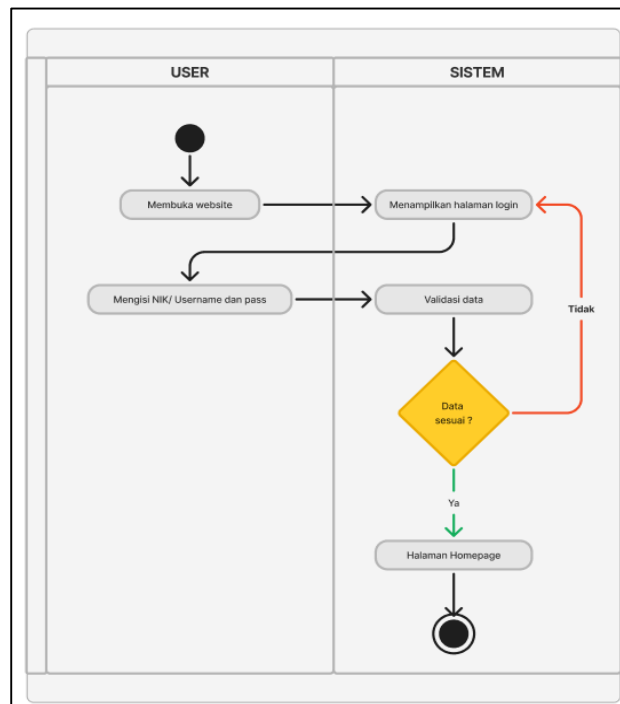 USER
SISTEM
Membuka website
Menampilkan halaman login
Mengisi NIK/ Username dan pass
Validasi data
Tidak
Data
sesuai ?
Ya
Halaman Homepage